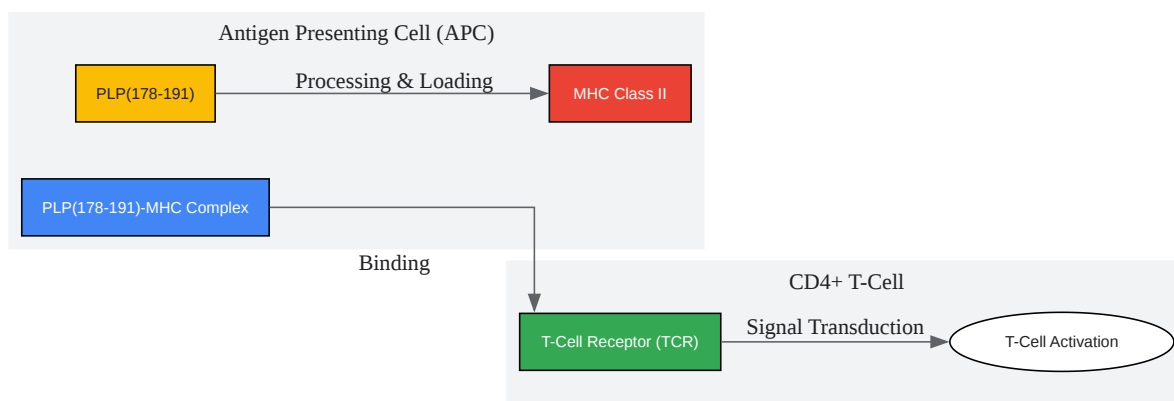 Antigen Presenting Cell (APC)
PLP(178-191)
Processing & Loading
MHC Class II
PLP(178-191)-MHC Complex
Binding
CD4+ T-Cell
T-Cell Receptor (TCR)
Signal Transduction
T-Cell Activation